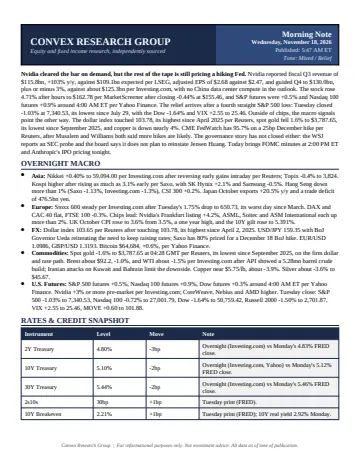 CONVEX RESEARCH GROUP
Equity and fixed income research, independently sourced
Morning Note
Wednesday, November 18, 2026
Published: 5:47 AM ET
Tone: Mixed / Relief
Nvidia cleared the bar on demand, but the rest of the tape is still pricing a hiking Fed. Nvidia reported fiscal Q3 revenue of
$115.8bn, +103% y/y, against $109.1bn expected per LSEG, adjusted EPS of $2.68 against $2.47, and guided Q4 to $130.0bn,
plus or minus 3%, against about $125.3bn per Investing.com, with no China data center compute in the outlook. The stock rose
4.71% after hours to $162.78 per MarketScreener after closing -0.44% at $155.46, and S&P futures were +0.5% and Nasdaq
futures +0.9% around 4:00 AM ET per Yahoo Finance. The relief arrives after a fourth straight S&P 500 loss: Tuesday closed
-1.03% at 7,340.53, its lowest since July 29, with the Dow -1.64% and VIX +2.55 to 25.46. Outside of chips, the macro signals
point the other way. The dollar index touched 103.78, its highest since April 2025 per Reuters, spot gold fell 1.6% to $3,787.65,
its lowest since September 2025, and copper is down nearly 4%. CME FedWatch has 95.7% on a 25bp December hike per
Reuters, after Musalem and Williams both said more hikes are likely. The governance story has not cleared either: the WSJ
reports an SEC probe and the board says it does not plan to reinstate Jensen Huang. Today brings FOMC minutes at 2:00 PM ET
and Anthropic's IPO pricing tonight.
OVERNIGHT MACRO
• Asia: Nikkei +0.40% to 59,094.00 per Investing.com after reversing early gains intraday per Reuters; Topix -0.4% to 3,824.
Kospi higher after rising as much as 3.1% early per Yozm, with SK Hynix +2.1% and Samsung -0.5%. Hang Seng down
more than 1% (Sensex -1.13%, Investing.com -1.3%), CSI 300 +0.2%. Japan October exports +20.5% y/y and a trade deficit
of ¥76.5bn yen.
• Europe: Stoxx 600 steady per Investing.com after Tuesday's 1.75% drop to 650.73, its worst day since March. DAX and
CAC 40 flat, FTSE 100 -0.3%. Chips lead: Nvidia's Frankfurt listing +4.2%, ASML, Soitec and ASM International each up
more than 2%. UK October CPI rose to 3.6% from 3.5%, a one-year high, and the 10Y gilt rose to 5.391%.
• FX: Dollar index 103.65 per Reuters after touching 103.78, its highest since April 2, 2025. USD/JPY 159.35 with BoJ
Governor Ueda reiterating the need to keep raising rates; Saxo has 80% priced for a December 18 BoJ hike. EUR/USD
1.0986, GBP/USD 1.3193. Bitcoin $64,684, +0.6%, per Yahoo Finance.
• Commodities: Spot gold -1.6% to $3,787.65 at 04:28 GMT per Reuters, its lowest since September 2025, on the firm dollar
and rate path. Brent about $92.2, -1.0%, and WTI about -1.5% per Investing.com after API showed a 5.28mn barrel crude
build; Iranian attacks on Kuwait and Bahrain limit the downside. Copper near $5.75/lb, about -3.9%. Silver about -3.6% to
$45.67.
• U.S. Futures: S&P 500 futures +0.5%, Nasdaq futures +0.9%, Dow futures +0.3% around 4:00 AM ET per Yahoo Finance.
Nvidia +3% or more per-market per Investing.com; CoreWeave, Nebius and AMD higher. Tuesday close: S&P
500 -1.03% to 7,340.53, Nasdaq -0.72% to 27,001.79, Dow -1.64% to 50,759.42, Russell 2000 -1.50% to 2,701.87,
VIX +2.55 to 25.46, MOVE +0.60 to 101.88.
RATES & CREDIT SNAPSHOT
Instrument Level Move Note
2Y Treasury 4.80% -3bp Overnight (Investing.com) vs Monday's 4.83% FRED close.
10Y Treasury 5.10% -2bp Overnight (Investing.com, Yahoo) vs Monday's 5.12% FRED close.
30Y Treasury 5.44% -2bp Overnight (Investing.com) vs Monday's 5.46% FRED close.
2s10s 30bp +1bp Tuesday print (FRED).
10Y Breakeven 2.21% +1bp Tuesday print (FRED); 10Y real yield 2.92% Monday.
Convex Research Group | For informational purposes only. Not investment advice. All data as of time of publication.